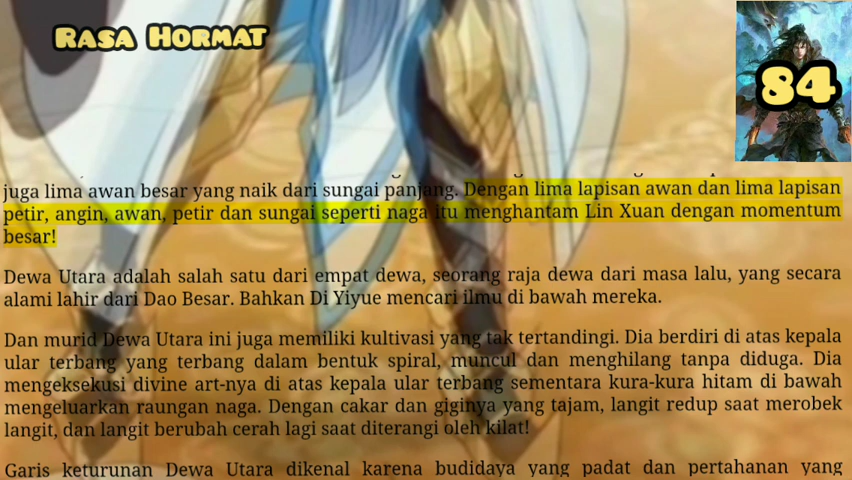 Rasa Hormat
84
juga lima awan besar yang naik dari sungai panjang. Dengan lima lapisan awan dan lima lapisan
petir, angin, awan, petir dan sungai seperti naga itu menghantam Lin Xuan dengan momentum
besar!
Dewa Utara adalah salah satu dari empat dewa, seorang raja dewa dari masa lalu, yang secara
alami lahir dari Dao Besar. Bahkan Di Yiyue mencari ilmu di bawah mereka.
Dan murid Dewa Utara ini juga memiliki kultivasi yang tak tertandingi. Dia berdiri di atas kepala
ular terbang yang terbang dalam bentuk spiral, muncul dan menghilang tanpa diduga. Dia
mengeksekusi divine art-nya di atas kepala ular terbang sementara kura-kura hitam di bawah
mengeluarkan raungan naga. Dengan cakar dan giginya yang tajam, langit redup saat merobek
langit, dan langit berubah cerah lagi saat diterangi oleh kilat!
Garis keturunan Dewa Utara dikenal karena budidaya yang padat dan pertahanan yang